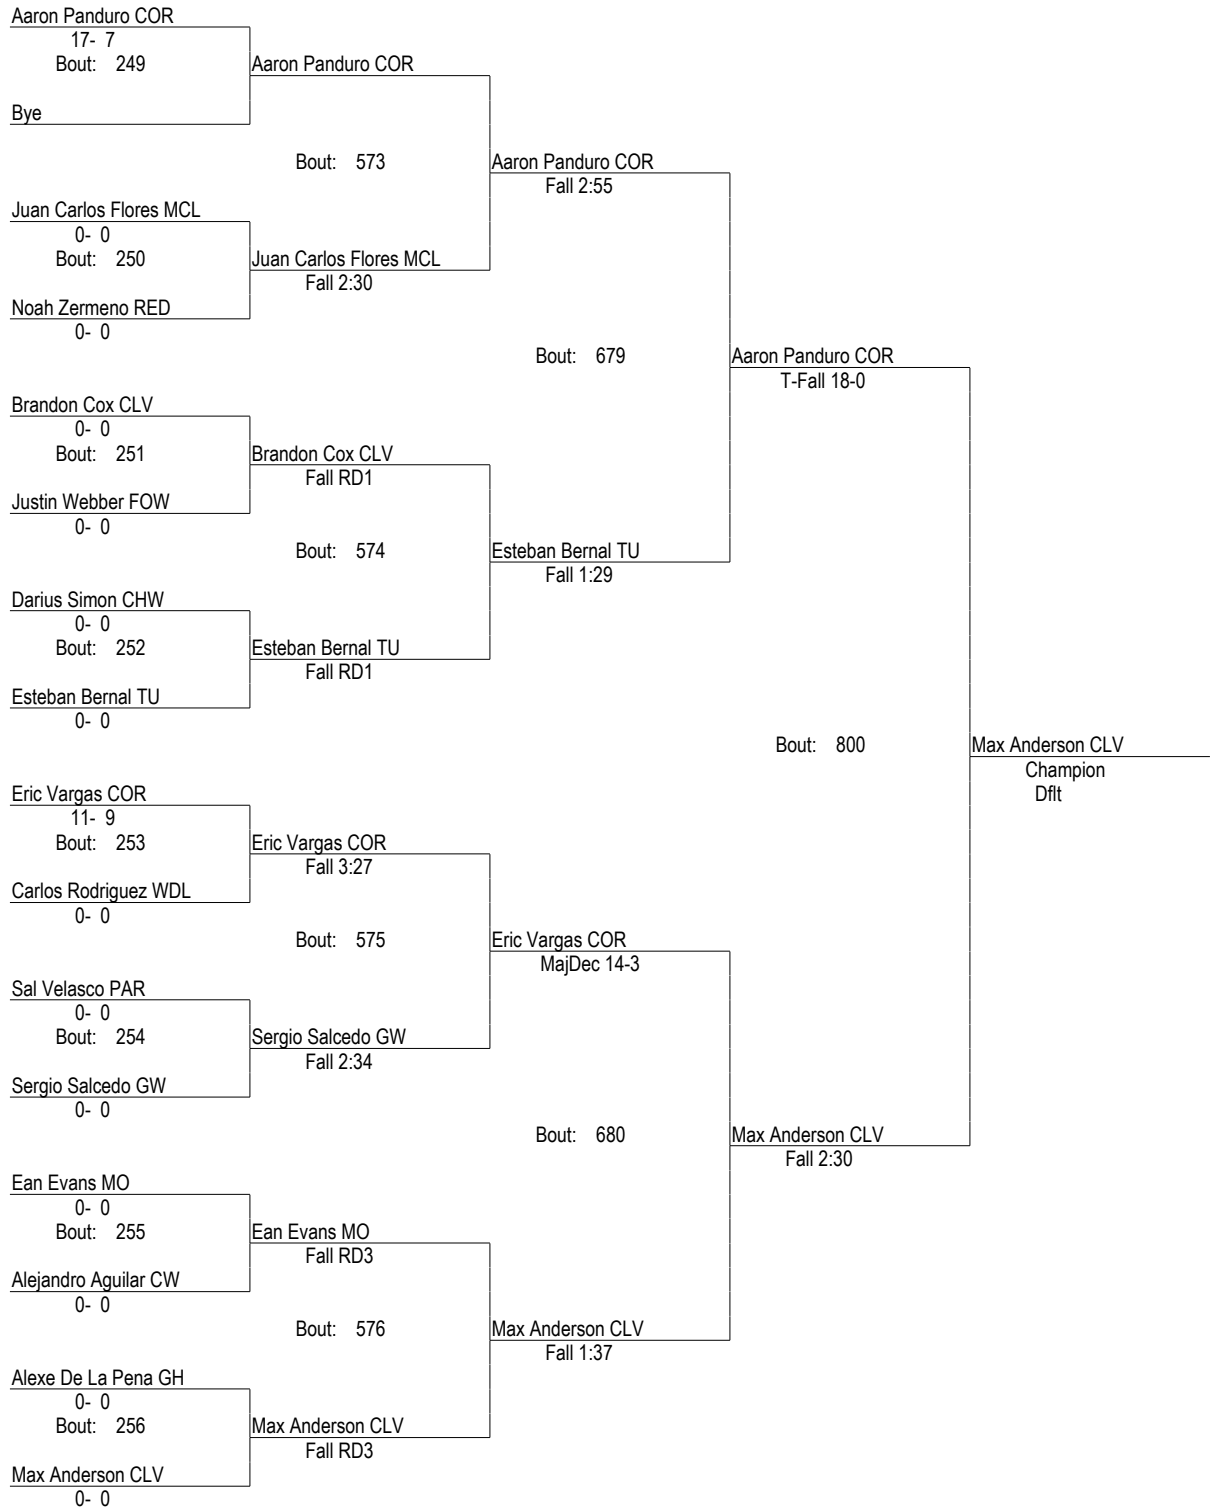 Aaron Panduro COR
17- 7
Bout: 249
Aaron Panduro COR
Bye
Bout: 573
Aaron Panduro COR
Fall 2:55
Juan Carlos Flores MCL
0- 0
Bout: 250
Juan Carlos Flores MCL
Fall 2:30
Noah Zermeno RED
0- 0
Bout: 679
Aaron Panduro COR
T-Fall 18-0
Brandon Cox CLV
0- 0
Bout: 251
Brandon Cox CLV
Fall RD1
Justin Webber FOW
0- 0
Bout: 574
Esteban Bernal TU
Fall 1:29
Darius Simon CHW
0- 0
Bout: 252
Esteban Bernal TU
Fall RD1
Esteban Bernal TU
0- 0
Bout: 800
Max Anderson CLV
Champion
Dflt
Eric Vargas COR
11- 9
Bout: 253
Eric Vargas COR
Fall 3:27
Carlos Rodriguez WDL
0- 0
Bout: 575
Eric Vargas COR
MajDec 14-3
Sal Velasco PAR
0- 0
Bout: 254
Sergio Salcedo GW
Fall 2:34
Sergio Salcedo GW
0- 0
Bout: 680
Max Anderson CLV
Fall 2:30
Ean Evans MO
0- 0
Bout: 255
Ean Evans MO
Fall RD3
Alejandro Aguilar CW
0- 0
Bout: 576
Max Anderson CLV
Fall 1:37
Alexe De La Pena GH
0- 0
Bout: 256
Max Anderson CLV
Fall RD3
Max Anderson CLV
0- 0